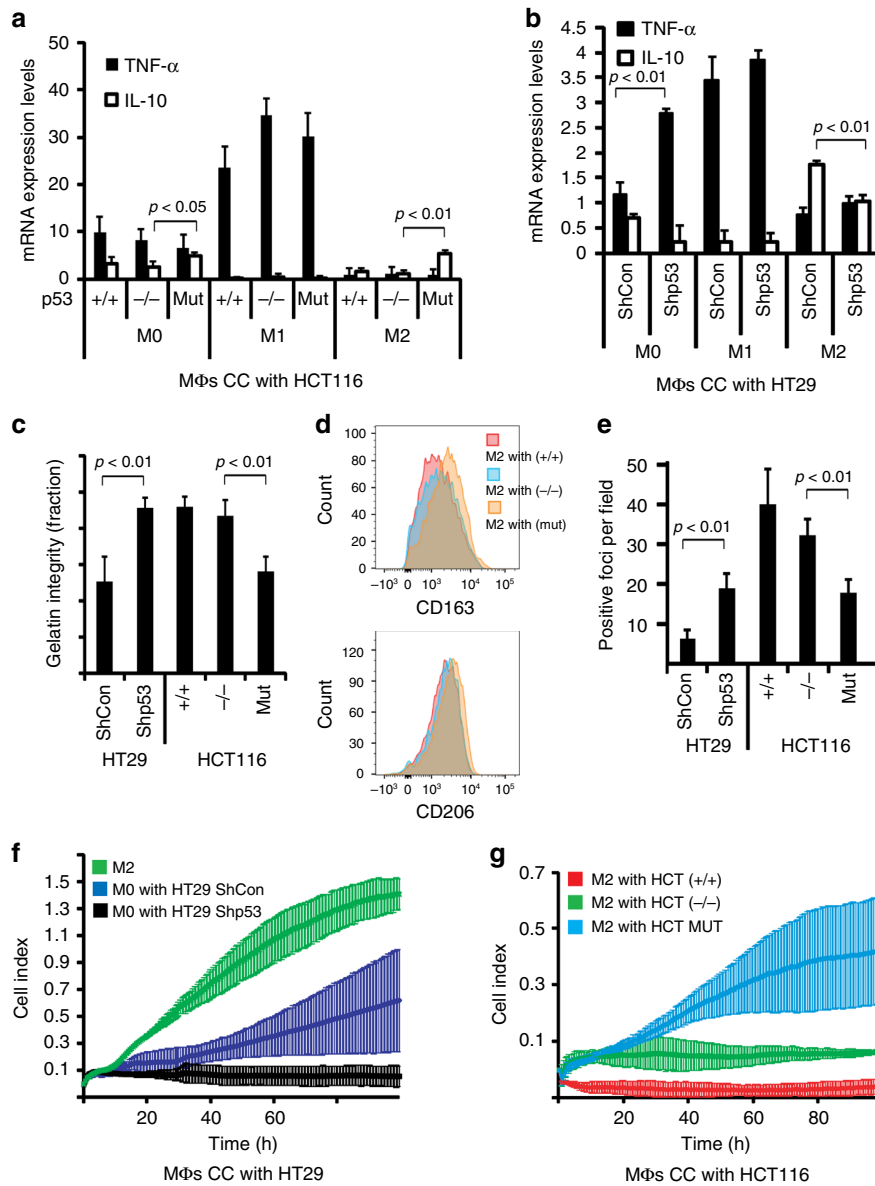 a
mRNA expression levels
50
40
30
20
10
0
TNF-α
IL-10
p < 0.05
p < 0.01
p53
+/+
−/−
Mut
+/+
−/−
Mut
+/+
−/−
Mut
M0
M1
M2
MΦs CC with HCT116
b
mRNA expression levels
4.5
4
3.5
3
2.5
2
1.5
1
0.5
0
TNF-α
IL-10
p < 0.01
p < 0.01
ShCon
Shp53
ShCon
Shp53
ShCon
Shp53
M0
M1
M2
MΦs CC with HT29
c
Gelatin integrity (fraction)
p < 0.01
p < 0.01
ShCon
Shp53
+/+
−/−
Mut
HT29
HCT116
d
Count
100
80
60
40
20
0
M2 with (+/+)
M2 with (−/−)
M2 with (mut)
−10³ 0 10³ 10⁴ 10⁵
CD163
Count
120
90
60
30
0
−10³ 0 10³ 10⁴ 10⁵
CD206
e
Positive foci per field
50
40
30
20
10
p < 0.01
p < 0.01
ShCon
Shp53
+/+
−/−
Mut
HT29
HCT116
f
Cell index
1.5
1.3
1.1
0.9
0.7
0.5
0.3
0.1
M2
M0 with HT29 ShCon
M0 with HT29 Shp53
20 40 60 80
Time (h)
MΦs CC with HT29
g
Cell index
0.7
0.5
0.3
0.1
M2 with HCT (+/+)
M2 with HCT (−/−)
M2 with HCT MUT
20 40 60 80
Time (h)
MΦs CC with HCT116